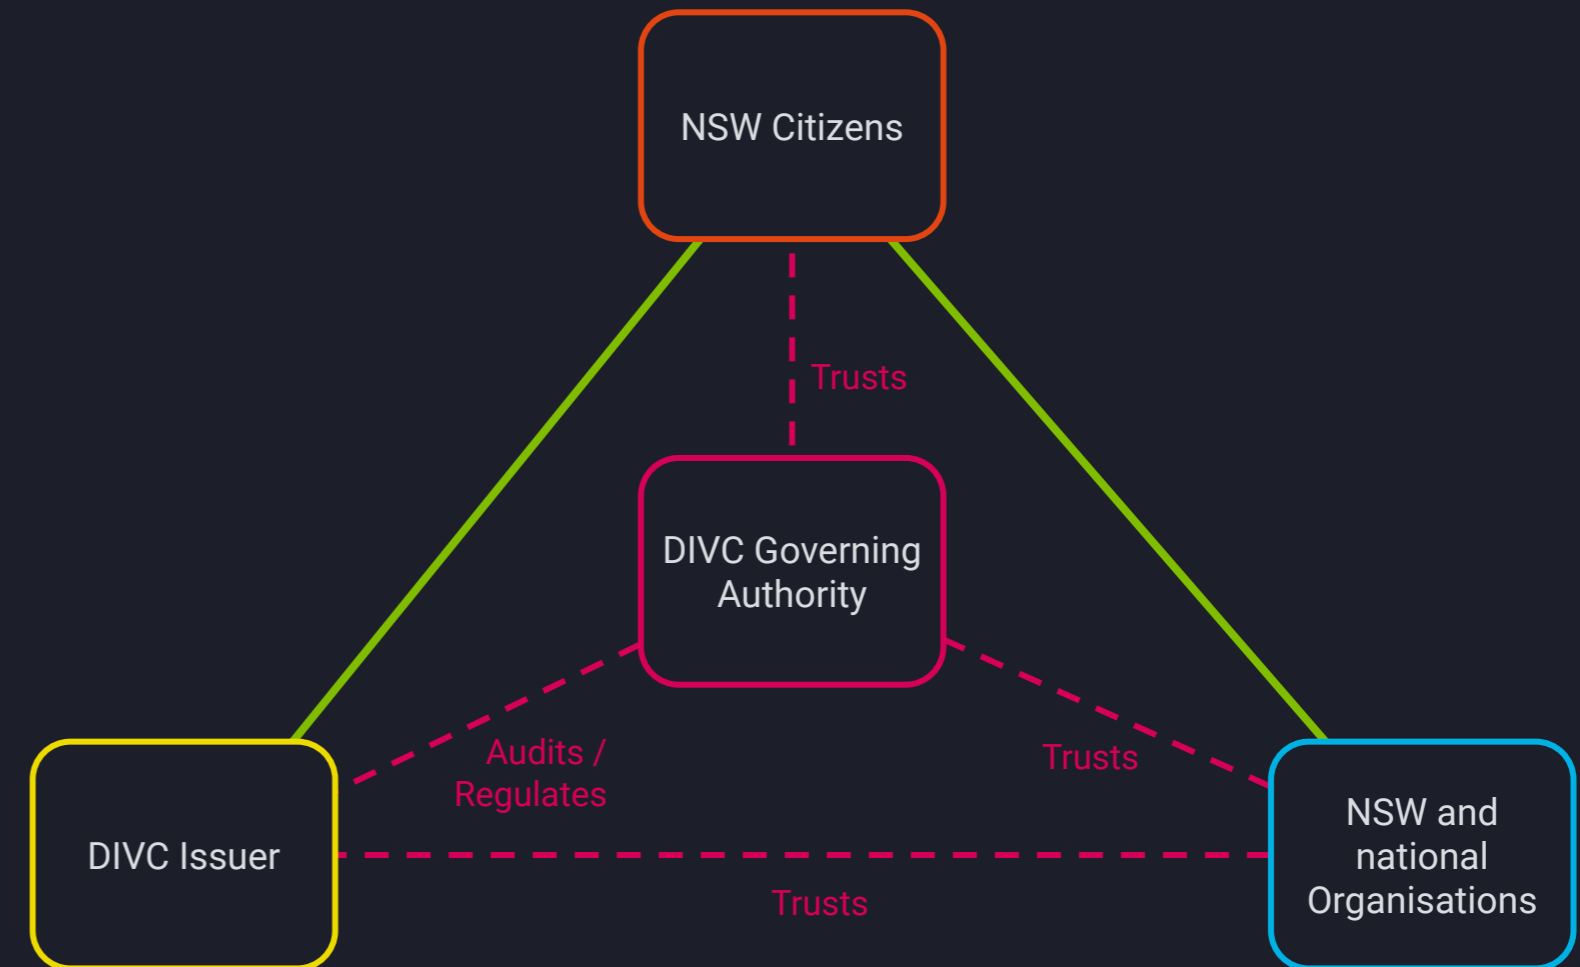 NSW Citizens
Trusts
DIVC Governing
Authority
Audits /
Regulates
Trusts
DIVC Issuer
NSW and
national
Organisations
Trusts